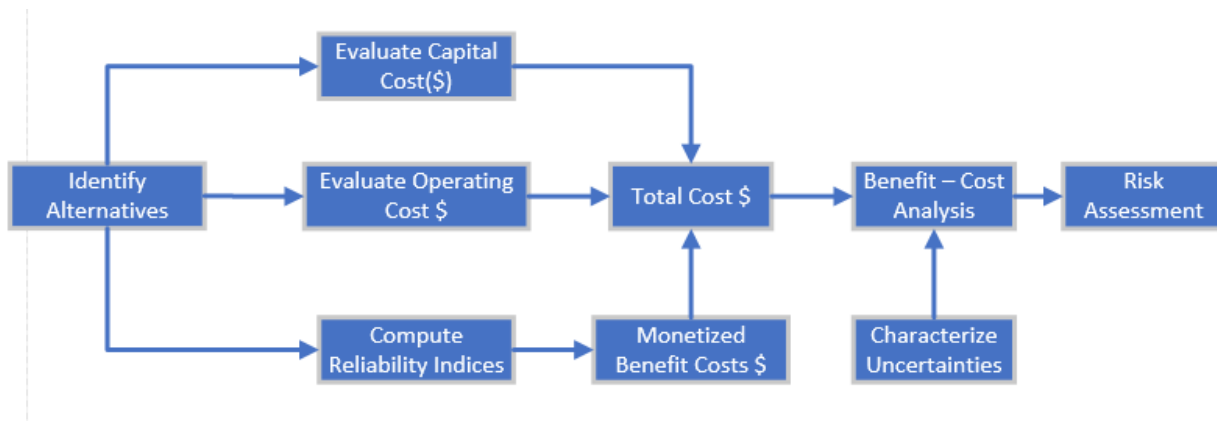 Evaluate Capital
Cost($)
Identify
Alternatives
Evaluate Operating
Cost $
Total Cost $
Benefit – Cost
Analysis
Risk
Assessment
Compute
Reliability Indices
Monetized
Benefit Costs $
Characterize
Uncertainties